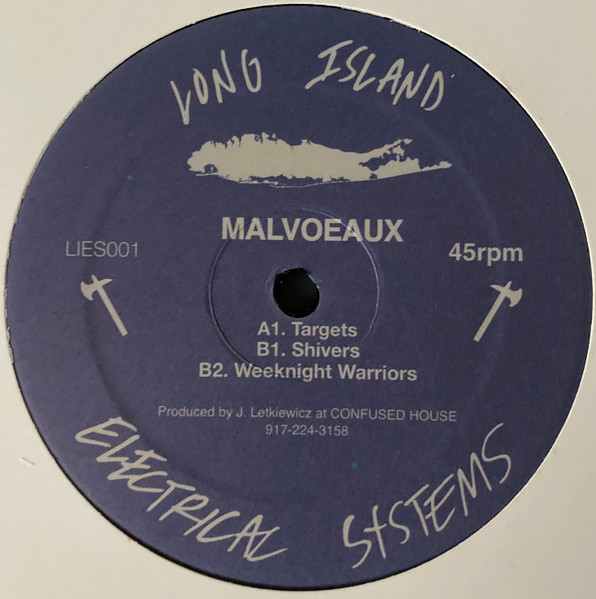 LONG ISLAND
MALVOEAUX
LIES001
45rpm
A1. Targets
B1. Shivers
B2. Weeknight Warriors
Produced by J. Letkiewicz at CONFUSED HOUSE
917-224-3158
ELECTRICAL SYSTEMS